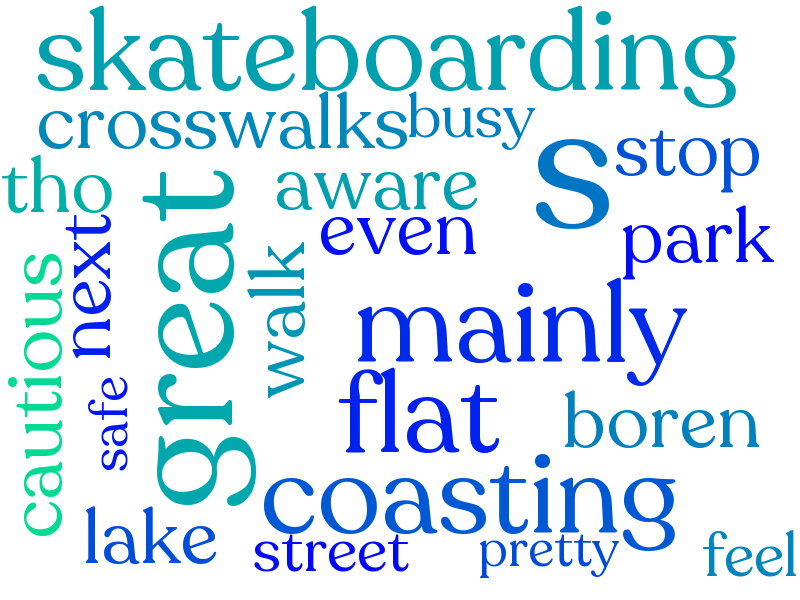 skateboarding
crosswalks
busy
s
stop
tho
aware
great
next
even
park
walk
cautious
mainly
safe
flat
boren
coasting
lake
street
pretty
feel